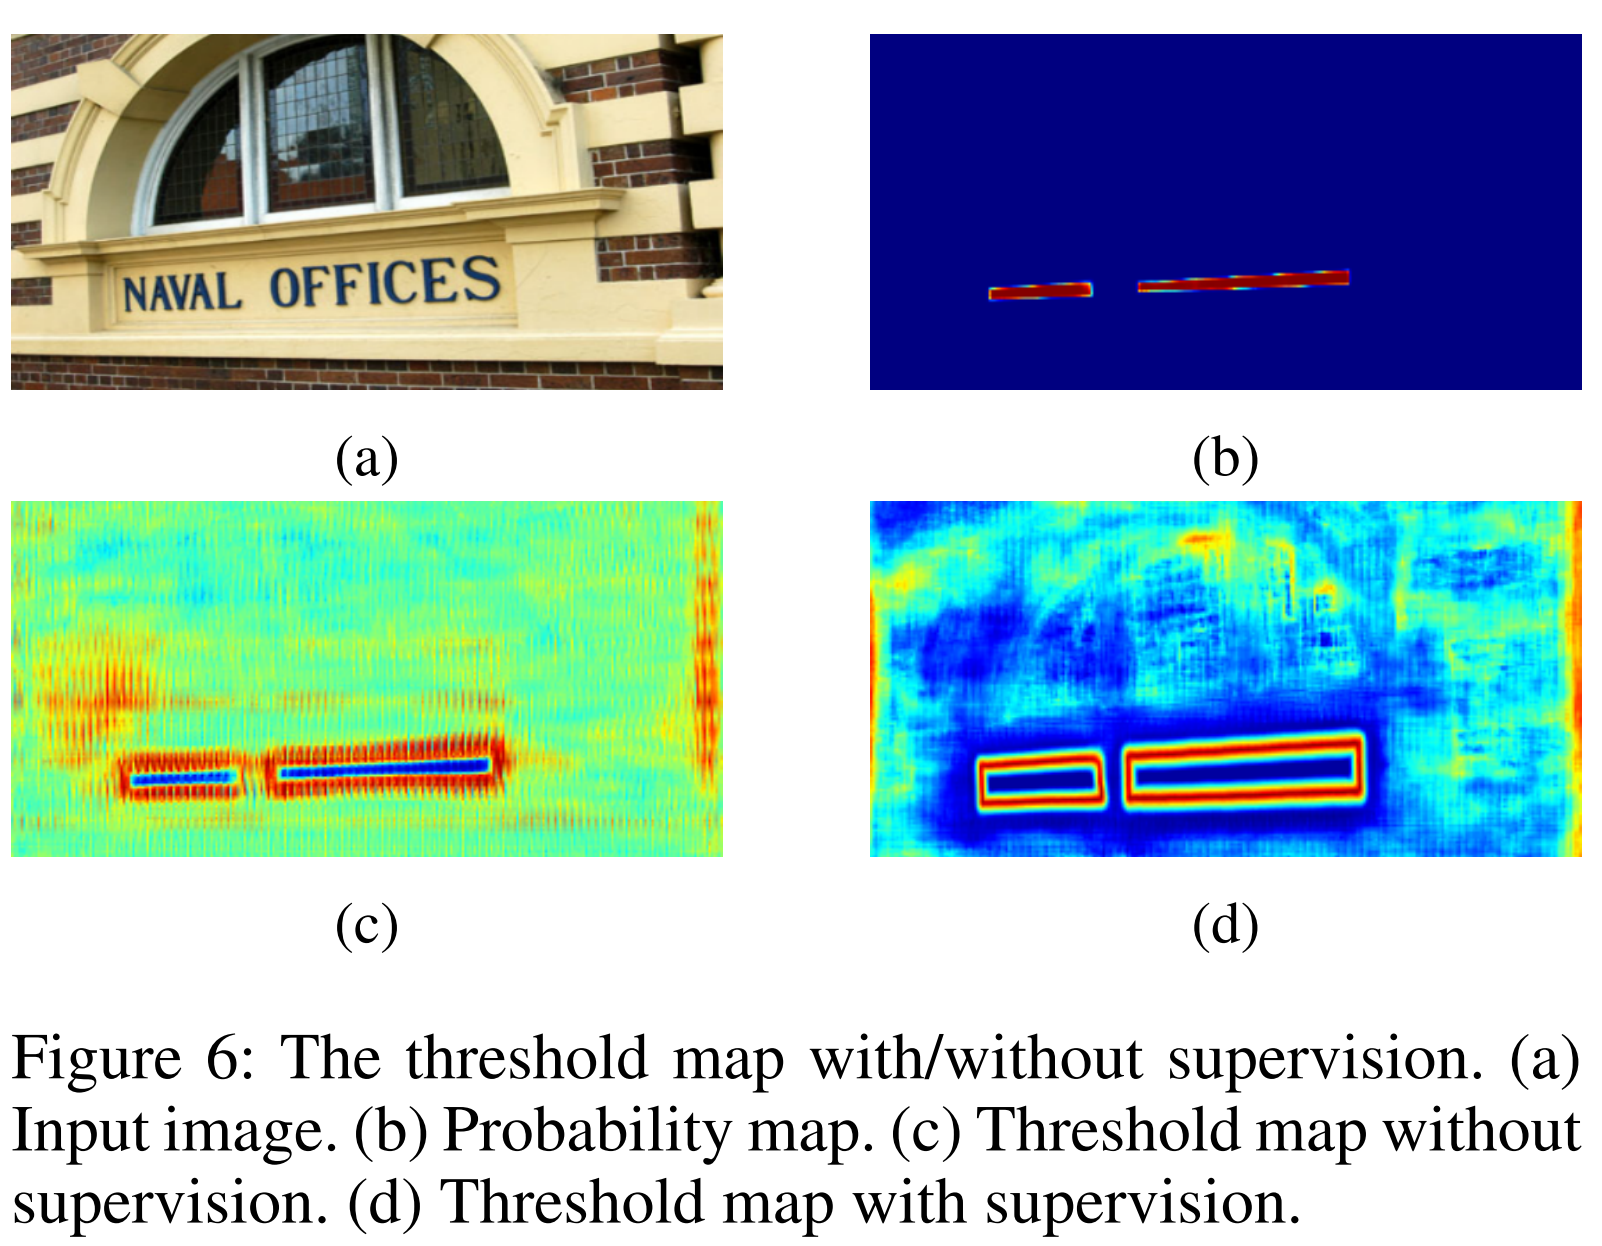 NAVAL OFFICES
(a)
(b)
(c)
(d)
Figure 6: The threshold map with/without supervision. (a)
Input image. (b) Probability map. (c) Threshold map without
supervision. (d) Threshold map with supervision.